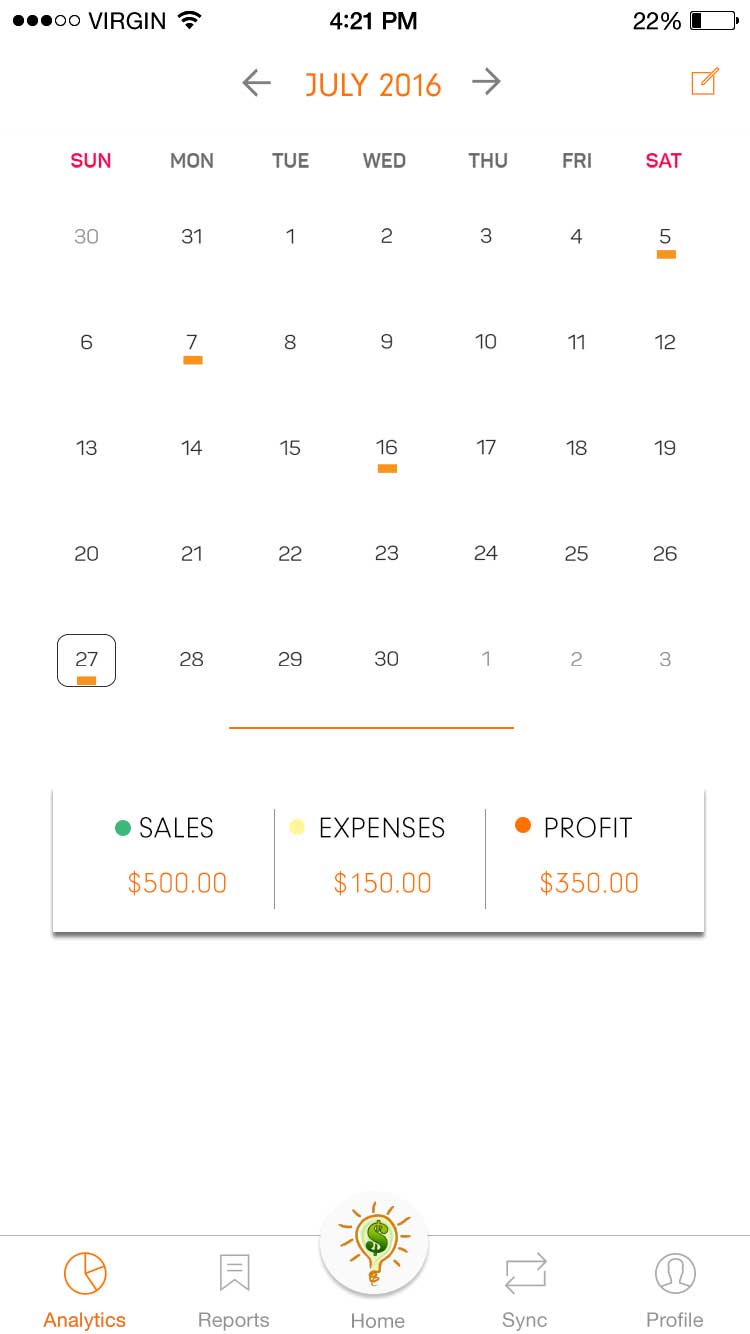 VIRGIN 4:21 PM 22%
JULY 2016
SUN MON TUE WED THU FRI SAT
30 31 1 2 3 4 5
6 7 8 9 10 11 12
13 14 15 16 17 18 19
20 21 22 23 24 25 26
27 28 29 30 1 2 3
SALES EXPENSES PROFIT
$500.00 $150.00 $350.00
$
Analytics Reports Home Sync Profile